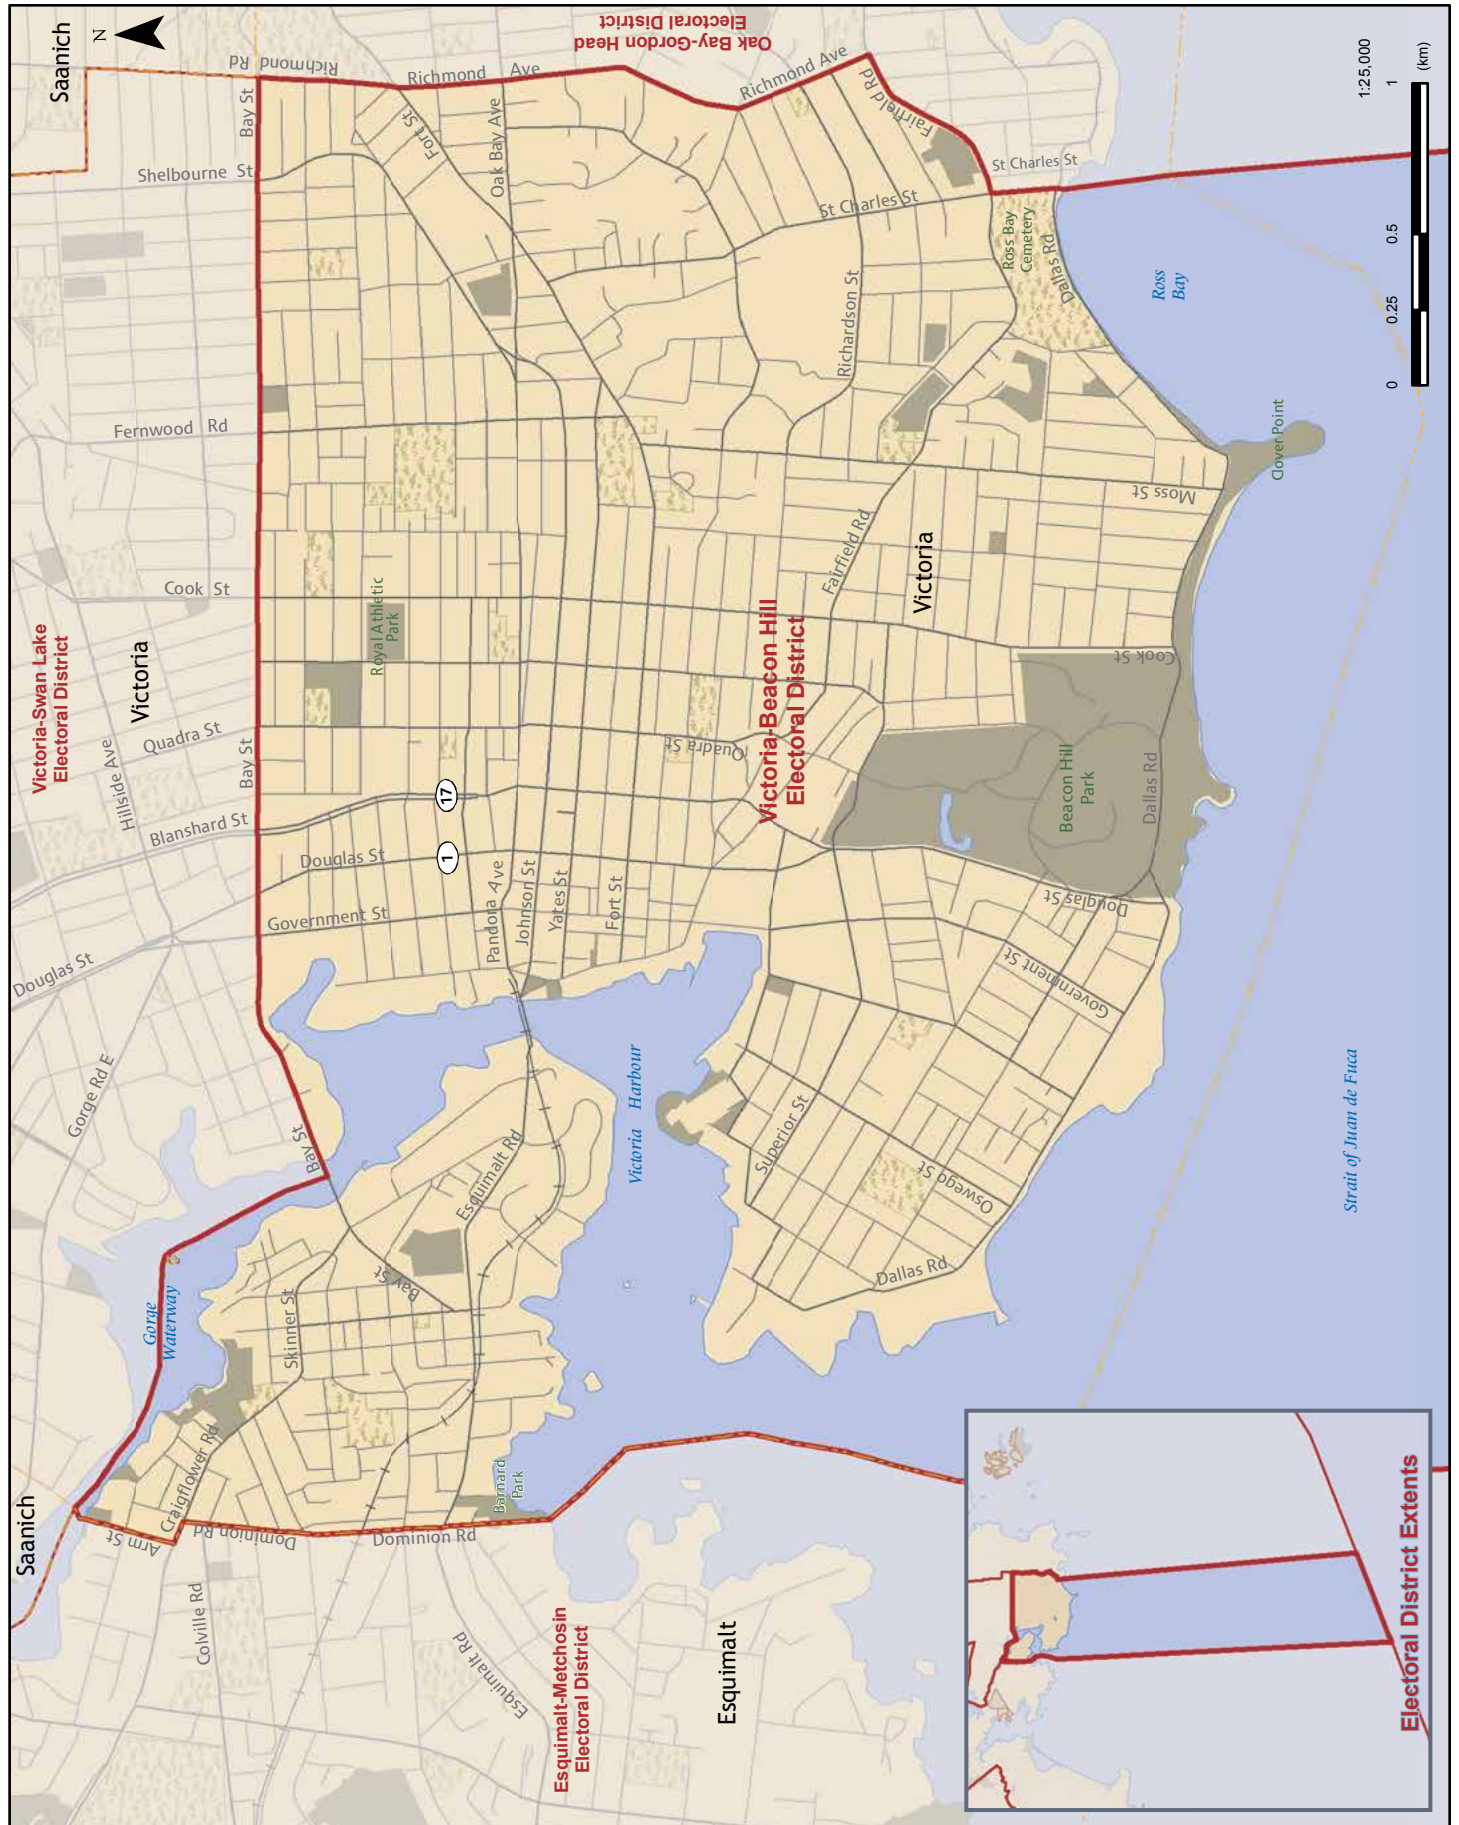 Saanich
N
Oak Bay-Gordon Head
Electoral District
Richmond Rd
Richmond Ave
Richmond Ave
Fairfield Rd
St Charles St
1:25,000
0
0.25
0.5
1
(km)
Bay St
Shelbourne St
Fort St
Oak Bay Ave
St Charles St
Ross Bay
Cemetery
Dallas Rd
Ross
Bay
Richardson St
Fernwood Rd
Clover Point
Moss St
Fairfield Rd
Victoria
Cook St
Royal Athletic
Park
Victoria-Swan Lake
Electoral District
Victoria
Victoria-Beacon Hill
Electoral District
Cook St
Quadra St
Hillside Ave
Bay St
Quadra St
Blanshard St
17
Beacon Hill
Park
Dallas Rd
Douglas St
1
Government St
Pandora Ave
Johnson St
Yates St
Fort St
Douglas St
Douglas St
Government St
Gorge Rd E
Bay St
Victoria Harbour
Esquimalt Rd
Superior St
Oswego St
Strait of Juan de Fuca
Dallas Rd
Gorge
Waterway
Skinner St
Bay St
Craigflower Rd
Saanich
Arm St
Dominion Rd
Dominion Rd
Barnard
Park
Colville Rd
Esquimalt Rd
Esquimalt-Metchosin
Electoral District
Esquimalt
Electoral District Extents